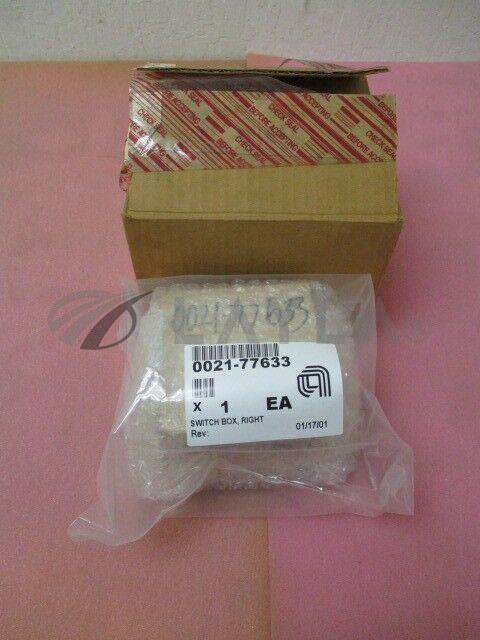 CHECK SEAL BEFORE ACCEPTING CHECK SEAL BEFORE ACCEPTING
0021-77633
0021-77633
X 1 EA
SWITCH BOX, RIGHT
Rev: 01/17/01